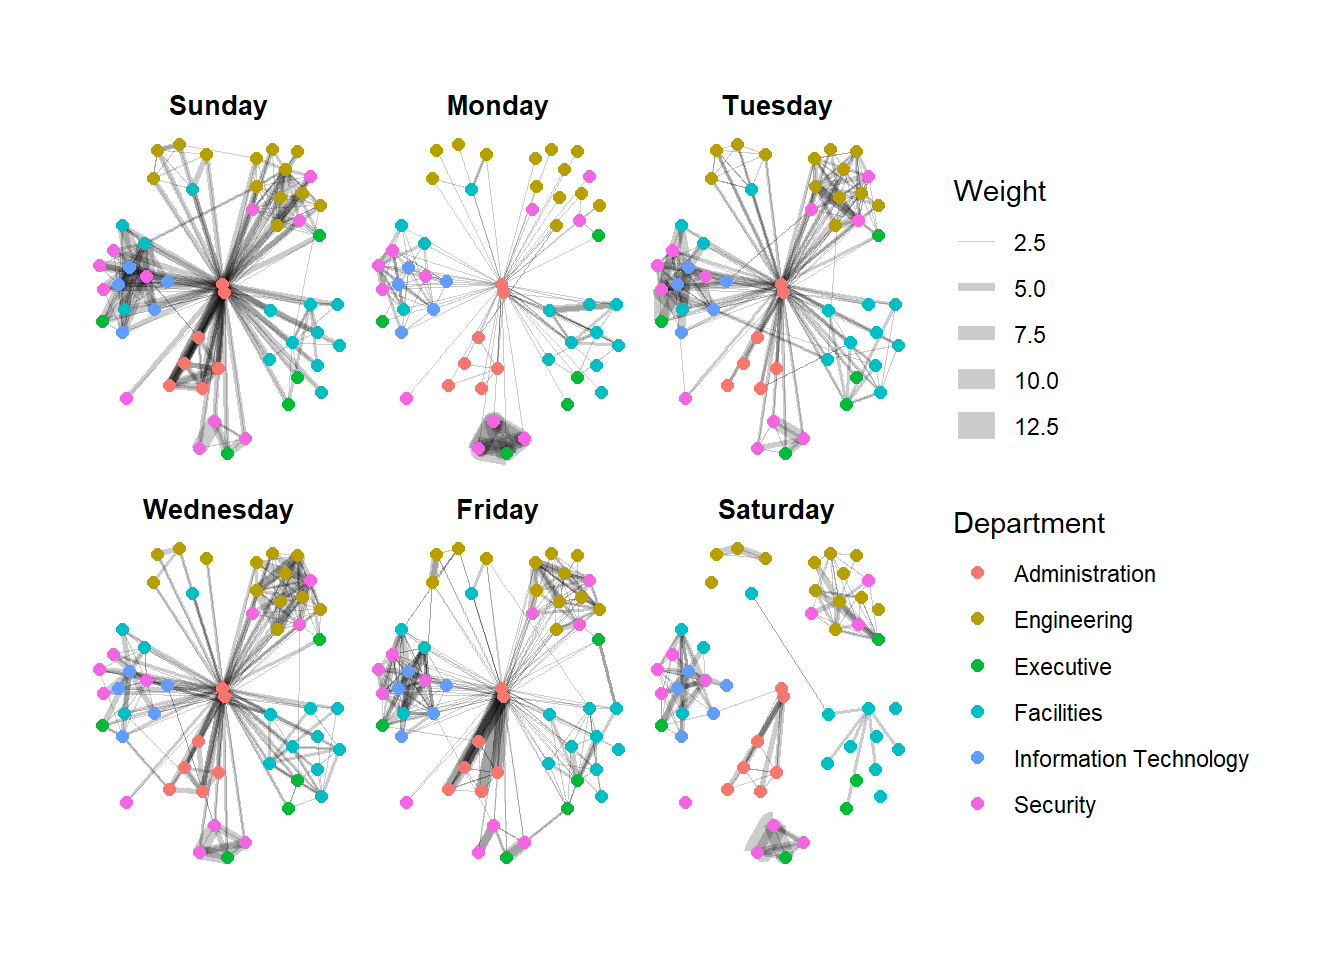 Sunday
Monday
Tuesday
Wednesday
Friday
Saturday
Weight
2.5
5.0
7.5
10.0
12.5
Department
Administration
Engineering
Executive
Facilities
Information Technology
Security